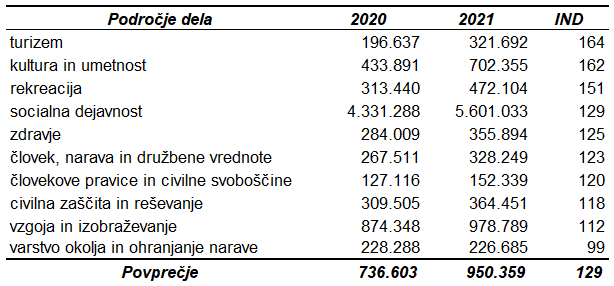 Področje dela 2020 2021 IND
turizem 196.637 321.692 164
kultura in umetnost 433.891 702.355 162
rekreacija 313.440 472.104 151
socialna dejavnost 4.331.288 5.601.033 129
zdravje 284.009 355.894 125
človek, narava in družbene vrednote 267.511 328.249 123
človekove pravice in civilne svoboščine 127.116 152.339 120
civilna zaščita in reševanje 309.505 364.451 118
vzgoja in izobraževanje 874.348 978.789 112
varstvo okolja in ohranjanje narave 228.288 226.685 99
Povprečje 736.603 950.359 129